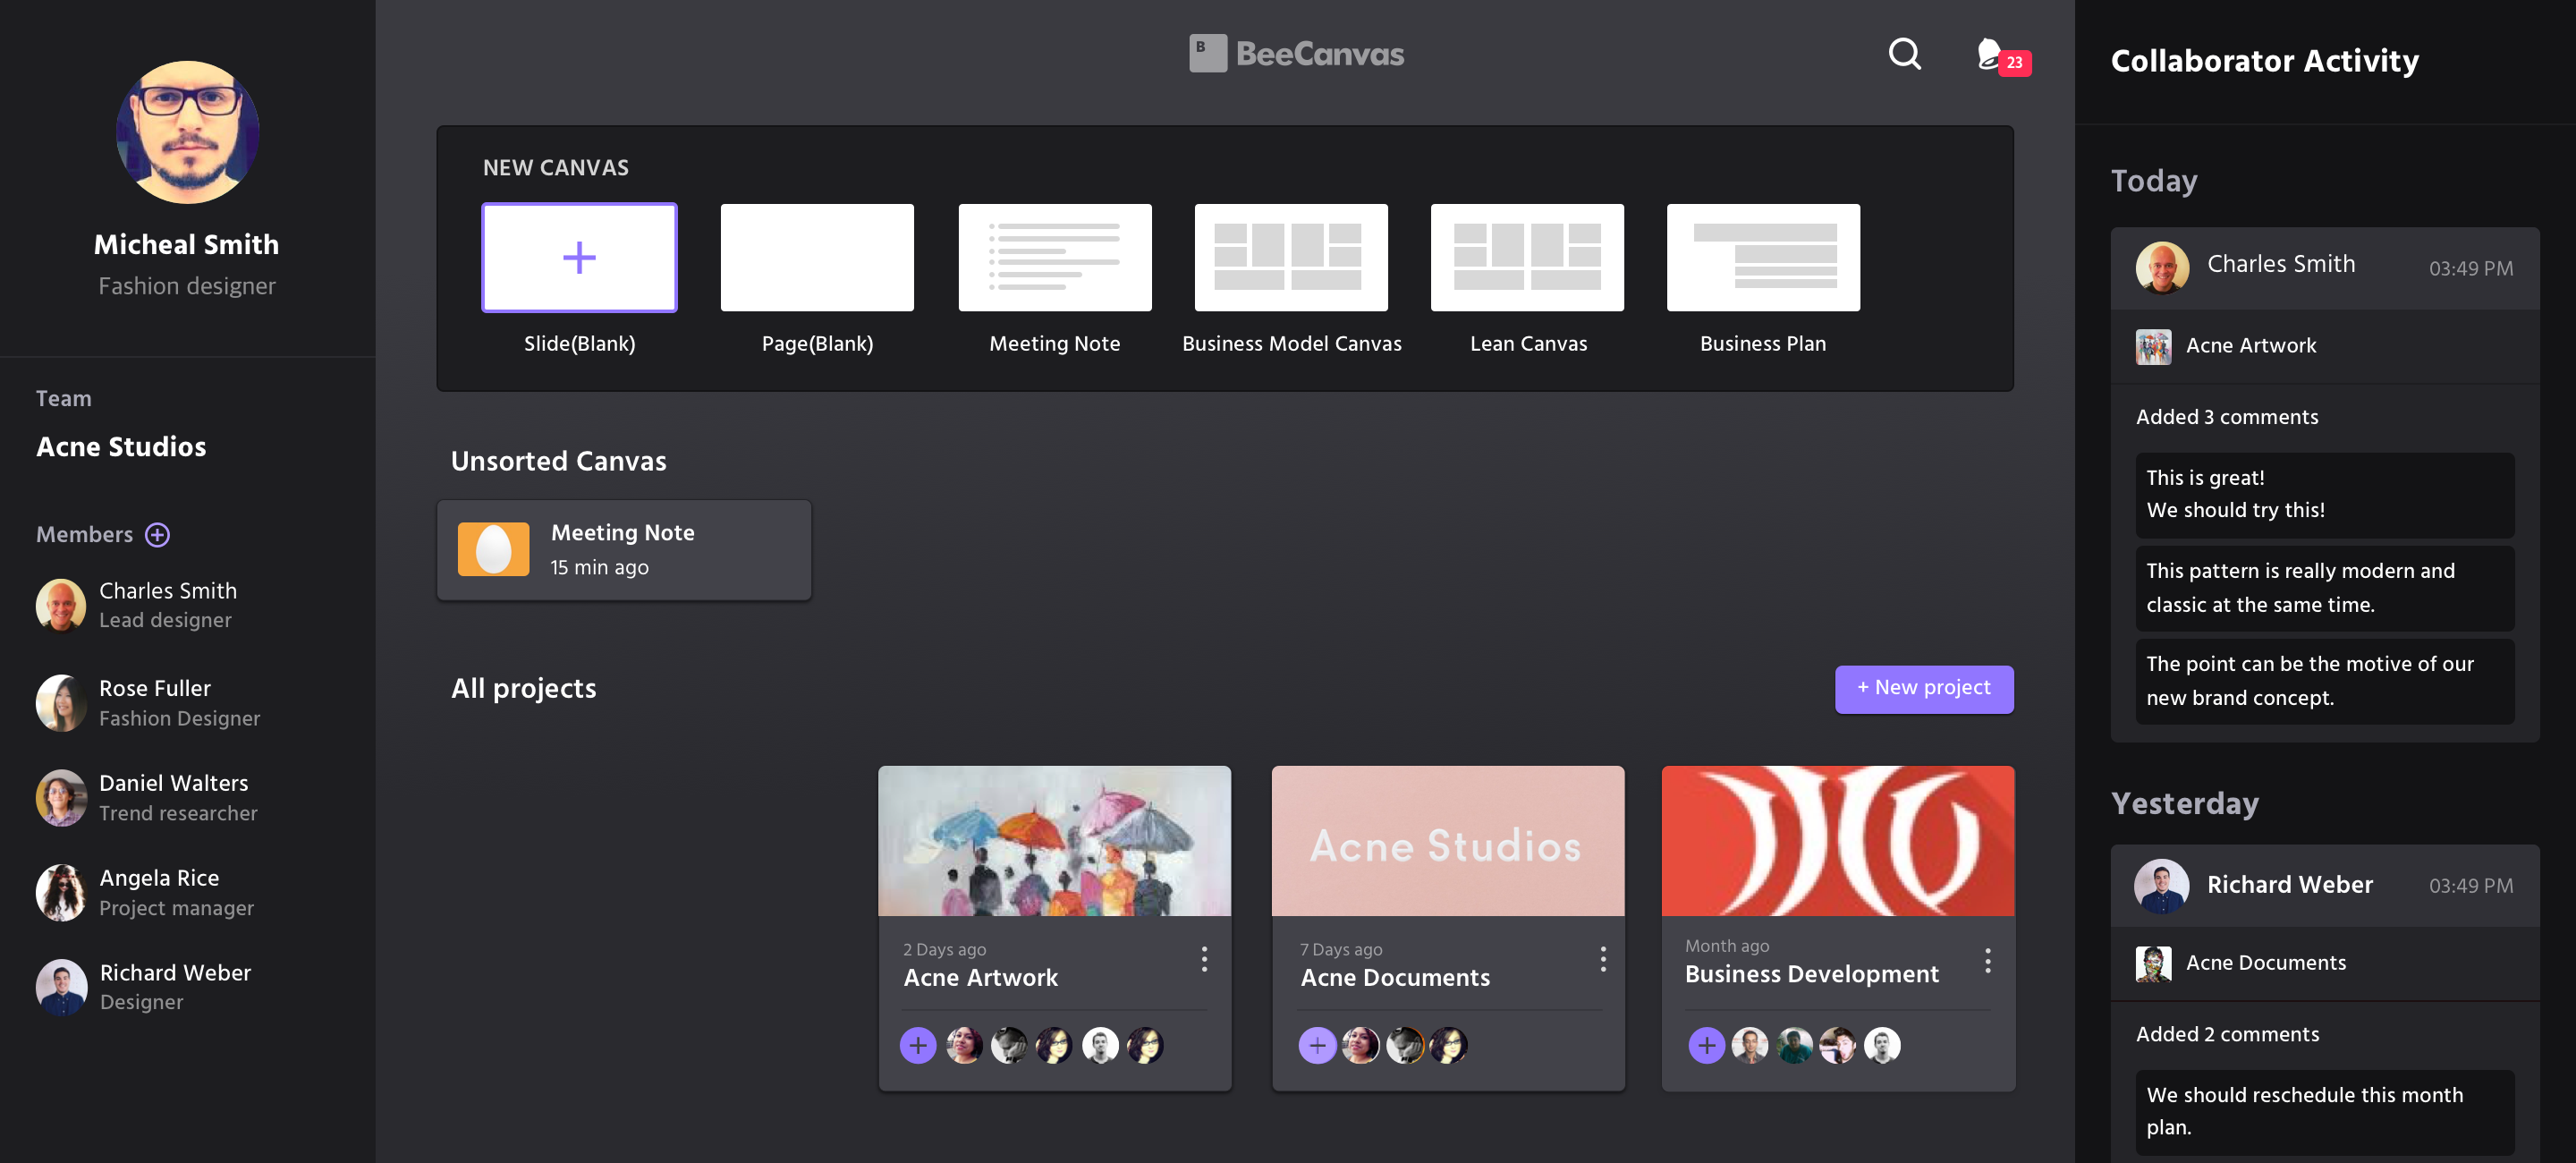 Micheal Smith
Fashion designer
Team
Acne Studios
Members
Charles Smith
Lead designer
Rose Fuller
Fashion Designer
Daniel Walters
Trend researcher
Angela Rice
Project manager
Richard Weber
Designer
B BeeCanvas
23
NEW CANVAS
Slide(Blank)
Page(Blank)
Meeting Note
Business Model Canvas
Lean Canvas
Business Plan
Unsorted Canvas
Meeting Note
15 min ago
All projects
+ New project
2 Days ago
Acne Artwork
Acne Studios
7 Days ago
Acne Documents
Month ago
Business Development
Collaborator Activity
Today
Charles Smith
03:49 PM
Acne Artwork
Added 3 comments
This is great!
We should try this!
This pattern is really modern and
classic at the same time.
The point can be the motive of our
new brand concept.
Yesterday
Richard Weber
03:49 PM
Acne Documents
Added 2 comments
We should reschedule this month
plan.